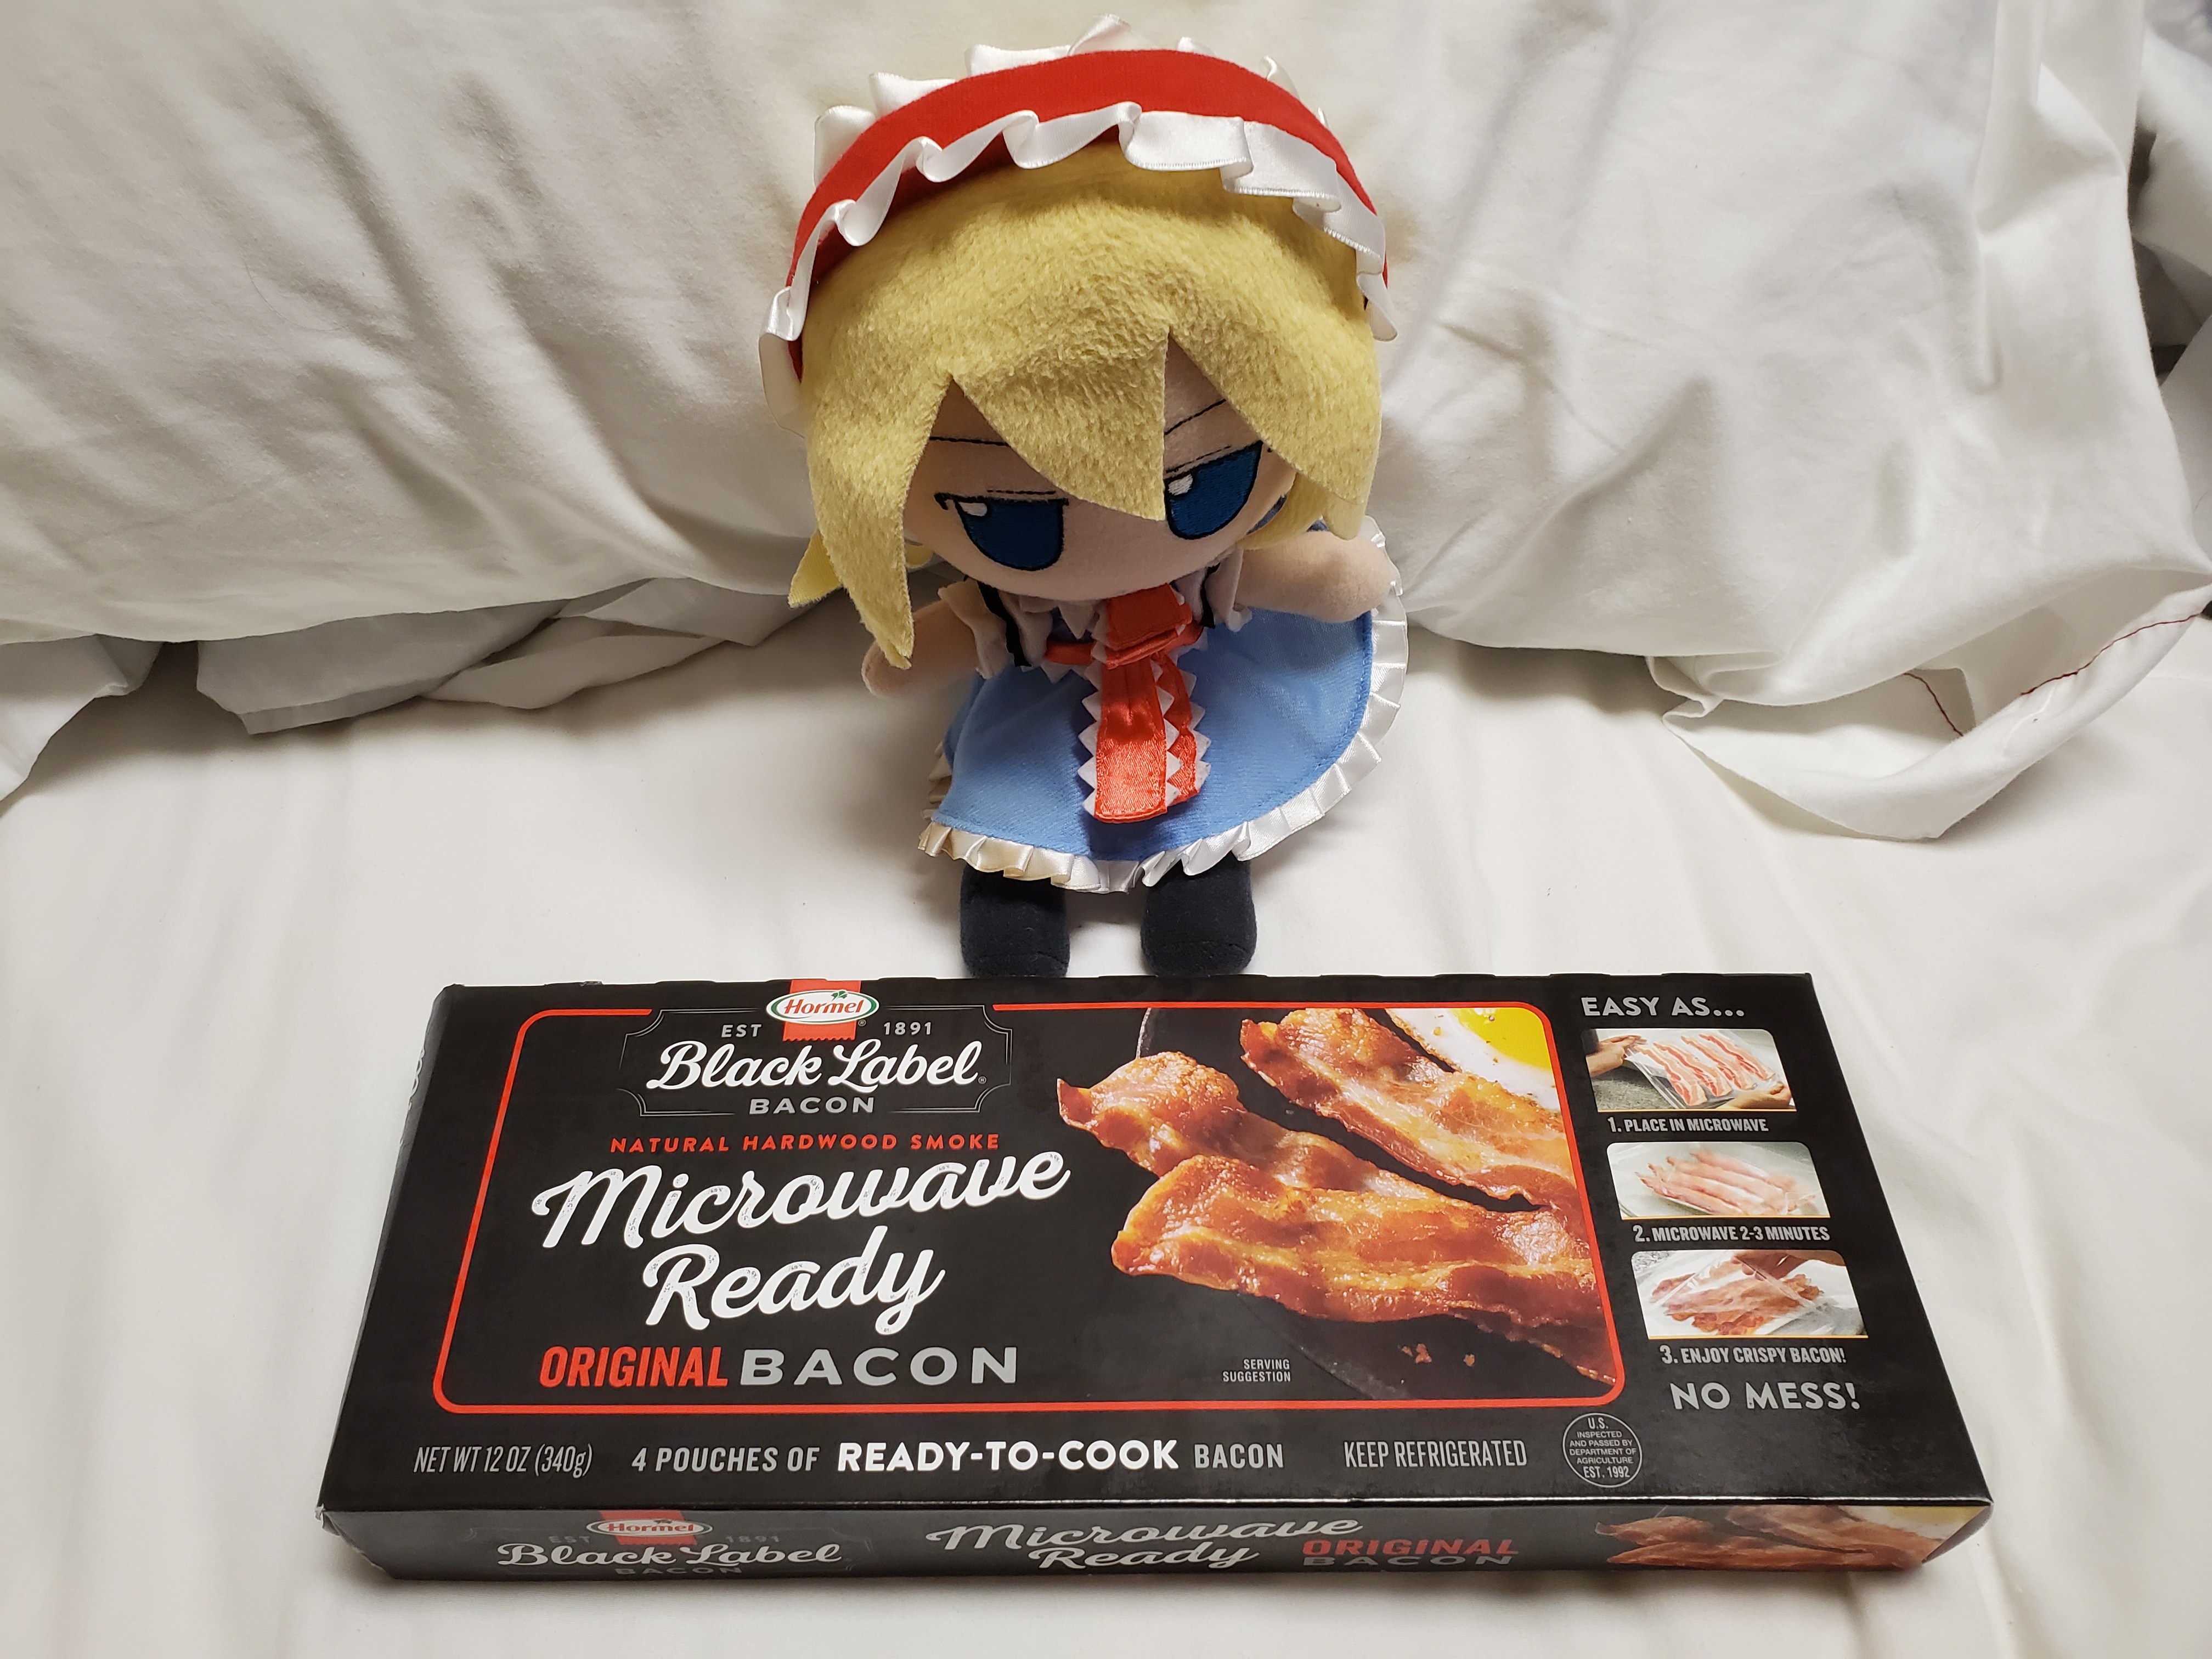 Hormel
EST 1891
Black Label®
BACON
NATURAL HARDWOOD SMOKE
Microwave
Ready
ORIGINAL BACON
SERVING
SUGGESTION
NET WT 12 OZ (340g) 4 POUCHES OF READY-TO-COOK BACON KEEP REFRIGERATED
U.S.
INSPECTED
AND PASSED BY
DEPARTMENT OF
AGRICULTURE
EST. 1992
EASY AS...
1. PLACE IN MICROWAVE
2. MICROWAVE 2-3 MINUTES
3. ENJOY CRISPY BACON!
NO MESS!
Hormel
EST 1891
Black Label
BACON
Microwave
Ready
ORIGINAL
BACON